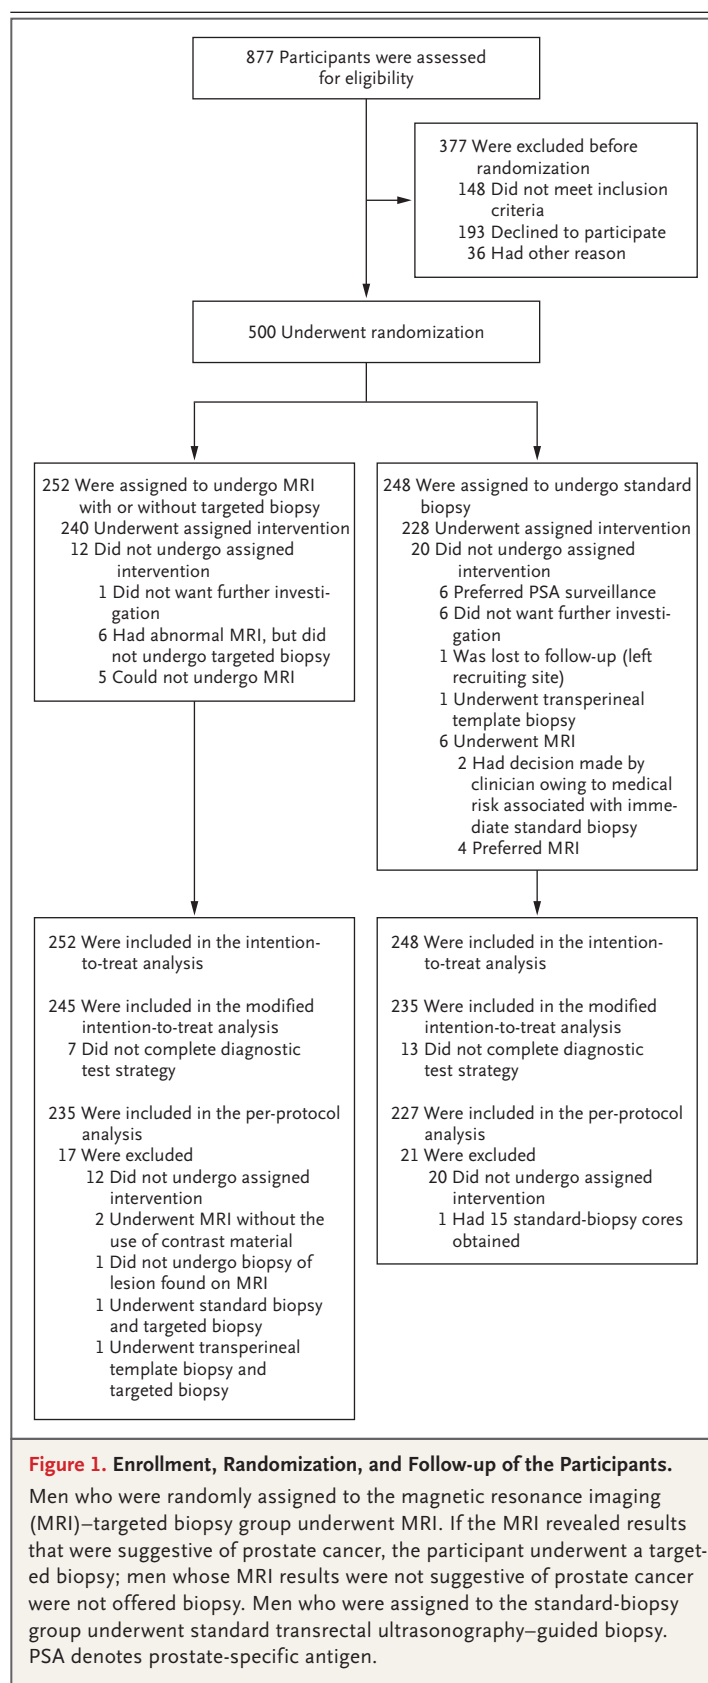 877 Participants were assessed
for eligibility
377 Were excluded before
randomization
148 Did not meet inclusion
criteria
193 Declined to participate
36 Had other reason
500 Underwent randomization
252 Were assigned to undergo MRI
with or without targeted biopsy
240 Underwent assigned intervention
12 Did not undergo assigned
intervention
1 Did not want further investi-
gation
6 Had abnormal MRI, but did
not undergo targeted biopsy
5 Could not undergo MRI
248 Were assigned to undergo standard
biopsy
228 Underwent assigned intervention
20 Did not undergo assigned
intervention
6 Preferred PSA surveillance
6 Did not want further investi-
gation
1 Was lost to follow-up (left
recruiting site)
1 Underwent transperineal
template biopsy
6 Underwent MRI
2 Had decision made by
clinician owing to medical
risk associated with imme-
diate standard biopsy
4 Preferred MRI
252 Were included in the intention-
to-treat analysis
245 Were included in the modified
intention-to-treat analysis
7 Did not complete diagnostic
test strategy
235 Were included in the per-protocol
analysis
17 Were excluded
12 Did not undergo assigned
intervention
2 Underwent MRI without the
use of contrast material
1 Did not undergo biopsy of
lesion found on MRI
1 Underwent standard biopsy
and targeted biopsy
1 Underwent transperineal
template biopsy and
targeted biopsy
248 Were included in the intention-
to-treat analysis
235 Were included in the modified
intention-to-treat analysis
13 Did not complete diagnostic
test strategy
227 Were included in the per-protocol
analysis
21 Were excluded
20 Did not undergo assigned
intervention
1 Had 15 standard-biopsy cores
obtained
Figure 1. Enrollment, Randomization, and Follow-up of the Participants.
Men who were randomly assigned to the magnetic resonance imaging
(MRI)–targeted biopsy group underwent MRI. If the MRI revealed results
that were suggestive of prostate cancer, the participant underwent a target-
ed biopsy; men whose MRI results were not suggestive of prostate cancer
were not offered biopsy. Men who were assigned to the standard-biopsy
group underwent standard transrectal ultrasonography–guided biopsy.
PSA denotes prostate-specific antigen.